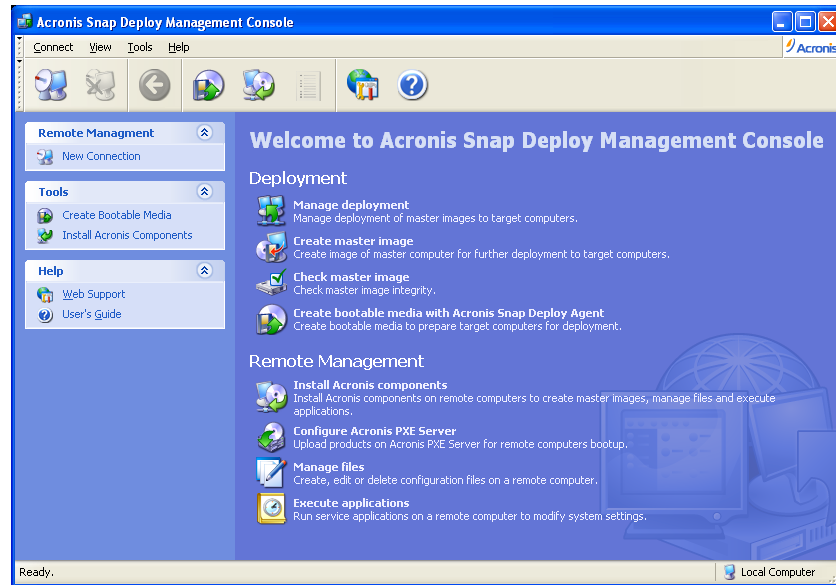 Acronis Snap Deploy Management Console
Connect View Tools Help
Acronis
Remote Managment
New Connection
Tools
Create Bootable Media
Install Acronis Components
Help
Web Support
User's Guide
Welcome to Acronis Snap Deploy Management Console
Deployment
Manage deployment
Manage deployment of master images to target computers.
Create master image
Create image of master computer for further deployment to target computers.
Check master image
Check master image integrity.
Create bootable media with Acronis Snap Deploy Agent
Create bootable media to prepare target computers for deployment.
Remote Management
Install Acronis components
Install Acronis components on remote computers to create master images, manage files and execute
applications.
Configure Acronis PXE Server
Upload products on Acronis PXE Server for remote computers bootup.
Manage files
Create, edit or delete configuration files on a remote computer.
Execute applications
Run service applications on a remote computer to modify system settings.
Ready.
Local Computer